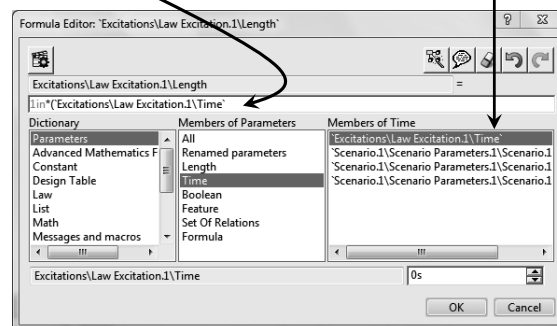 Formula Editor: `Excitations\Law Excitation.1\Length`
Excitations\Law Excitation.1\Length =
1in*(`Excitations\Law Excitation.1\Time`
Dictionary Members of Parameters Members of Time
Parameters All `Excitations\Law Excitation.1\Time`
Advanced Mathematics F Renamed parameters `Scenario.1\Scenario Parameters.1\Scenario.1
Constant Length `Scenario.1\Scenario Parameters.1\Scenario.1
Design Table Time `Scenario.1\Scenario Parameters.1\Scenario.1
Law Boolean
List Feature
Math Set Of Relations
Messages and macros Formula
Excitations\Law Excitation.1\Time 0s
OK Cancel